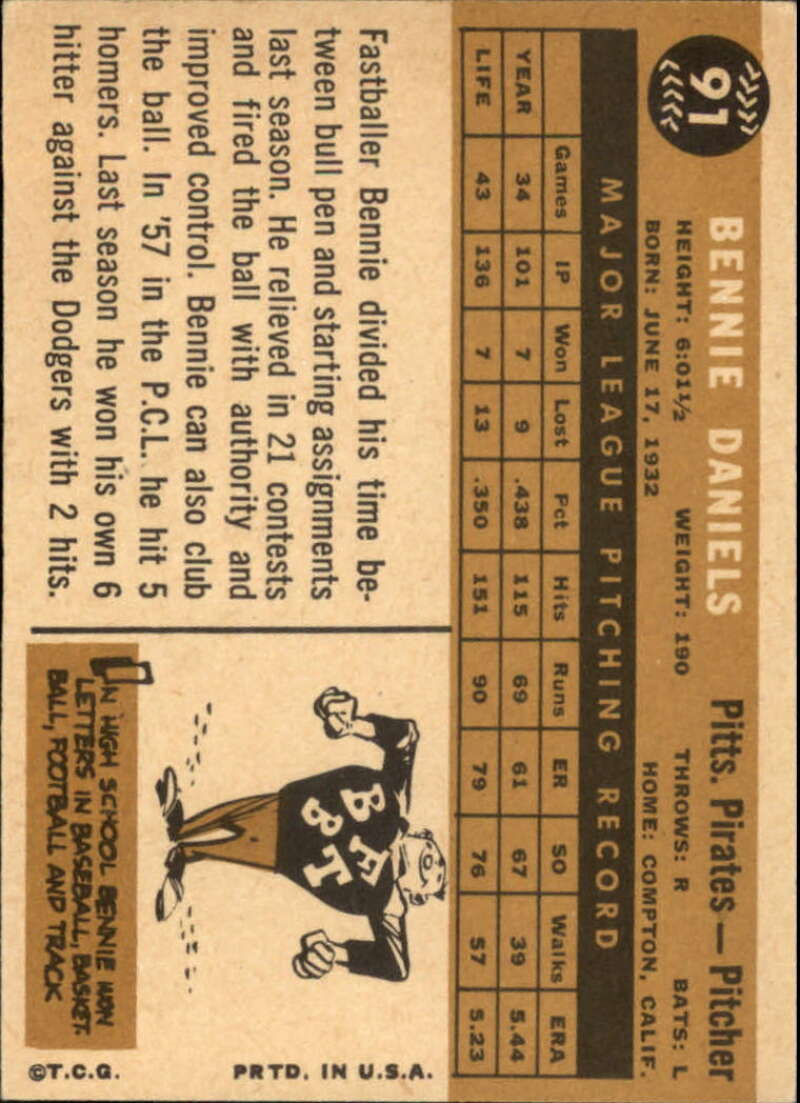 91
BENNIE DANIELS Pitts. Pirates—Pitcher
HEIGHT: 6:01½ WEIGHT: 190 THROWS: R BATS: L
BORN: JUNE 17, 1932 HOME: COMPTON, CALIF.
MAJOR LEAGUE PITCHING RECORD
Games IP Won Lost Pct Hits Runs ER SO Walks ERA
YEAR 34 101 7 9 .438 115 69 61 67 39 5.44
LIFE 43 136 7 13 .350 151 90 79 76 57 5.23
Fastballer Bennie divided his time be-
tween bull pen and starting assignments
last season. He relieved in 21 contests
and fired the ball with authority and
improved control. Bennie can also club
the ball. In '57 in the P.C.L. he hit 5
homers. Last season he won his own 6
hitter against the Dodgers with 2 hits.
B F
B & T
IN HIGH SCHOOL BENNIE WON
LETTERS IN BASEBALL, BASKET-
BALL, FOOTBALL AND TRACK
©T.C.G. PRTD. IN U.S.A.